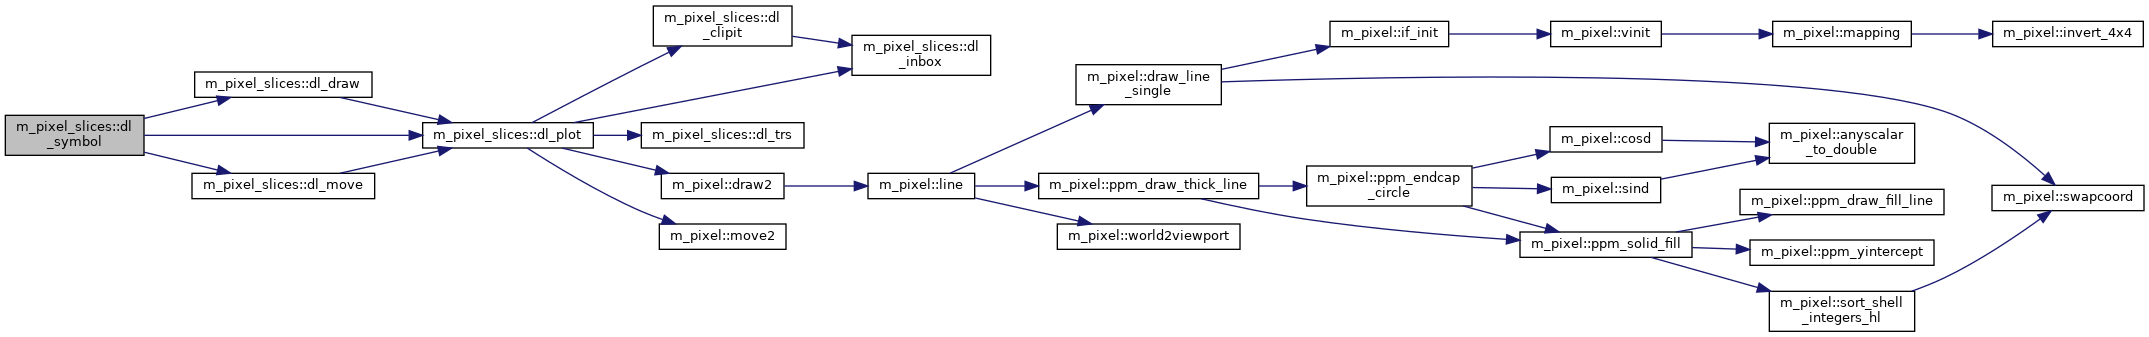 m_pixel_slices::dl
_symbol
m_pixel_slices::dl_draw
m_pixel_slices::dl_move
m_pixel_slices::dl_plot
m_pixel_slices::dl
_clipit
m_pixel_slices::dl
_inbox
m_pixel_slices::dl_trs
m_pixel::draw2
m_pixel::move2
m_pixel::line
m_pixel::draw_line
_single
m_pixel::ppm_draw_thick_line
m_pixel::world2viewport
m_pixel::if_init
m_pixel::vinit
m_pixel::mapping
m_pixel::invert_4x4
m_pixel::ppm_endcap
_circle
m_pixel::cosd
m_pixel::sind
m_pixel::anyscalar
_to_double
m_pixel::ppm_solid_fill
m_pixel::ppm_draw_fill_line
m_pixel::ppm_yintercept
m_pixel::sort_shell
_integers_hl
m_pixel::swapcoord